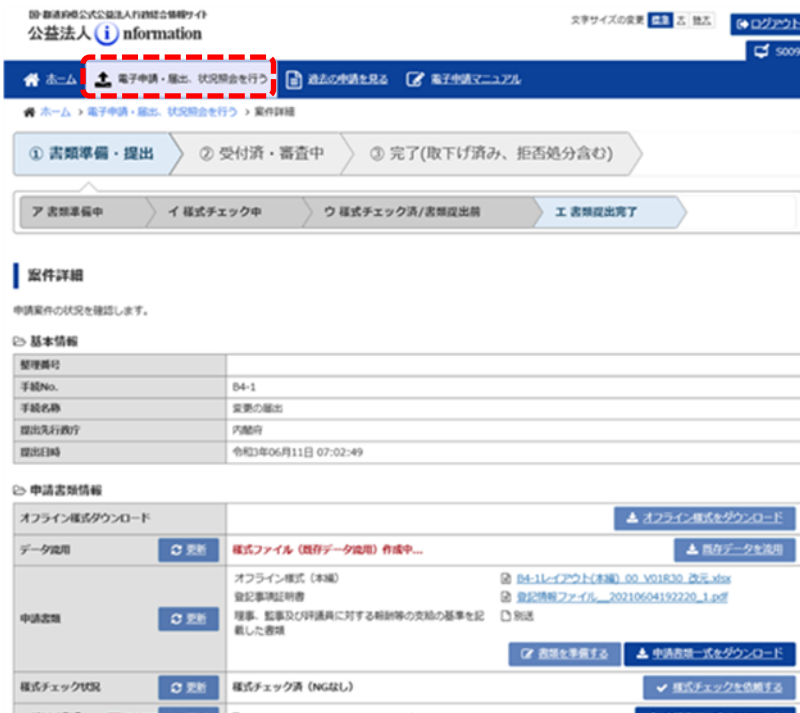 国・都道府県公式公益法人行政総合情報サイト
公益法人 information
文字サイズの変更 標準 大 特大
ログアウト
S009
ホーム
電子申請・届出、状況照会を行う
過去の申請を見る
電子申請マニュアル
ホーム › 電子申請・届出、状況照会を行う › 案件詳細
① 書類準備・提出
② 受付済・審査中
③ 完了(取下げ済み、拒否処分含む)
ア 書類準備中
イ 様式チェック中
ウ 様式チェック済/書類提出前
エ 書類提出完了
案件詳細
申請案件の状況を確認します。
基本情報
整理番号
手続No. B4-1
手続名称 変更の届出
提出先行政庁 内閣府
提出日時 令和3年06月11日 07:02:49
申請書類情報
オフライン様式ダウンロード オフライン様式をダウンロード
データ流用 更新 様式ファイル(既存データ流用)作成中... 既存データを流用
オフライン様式(本編) B4-1レイアウト(本編)_00_V01R30_改元.xlsx
登記事項証明書 登記情報ファイル__20210604192220_1.pdf
申請書類 更新 理事、監事及び評議員に対する報酬等の支給の基準を記載した書類 別送
書類を準備する 申請書類一式をダウンロード
様式チェック状況 更新 様式チェック済(NGなし) 様式チェックを依頼する